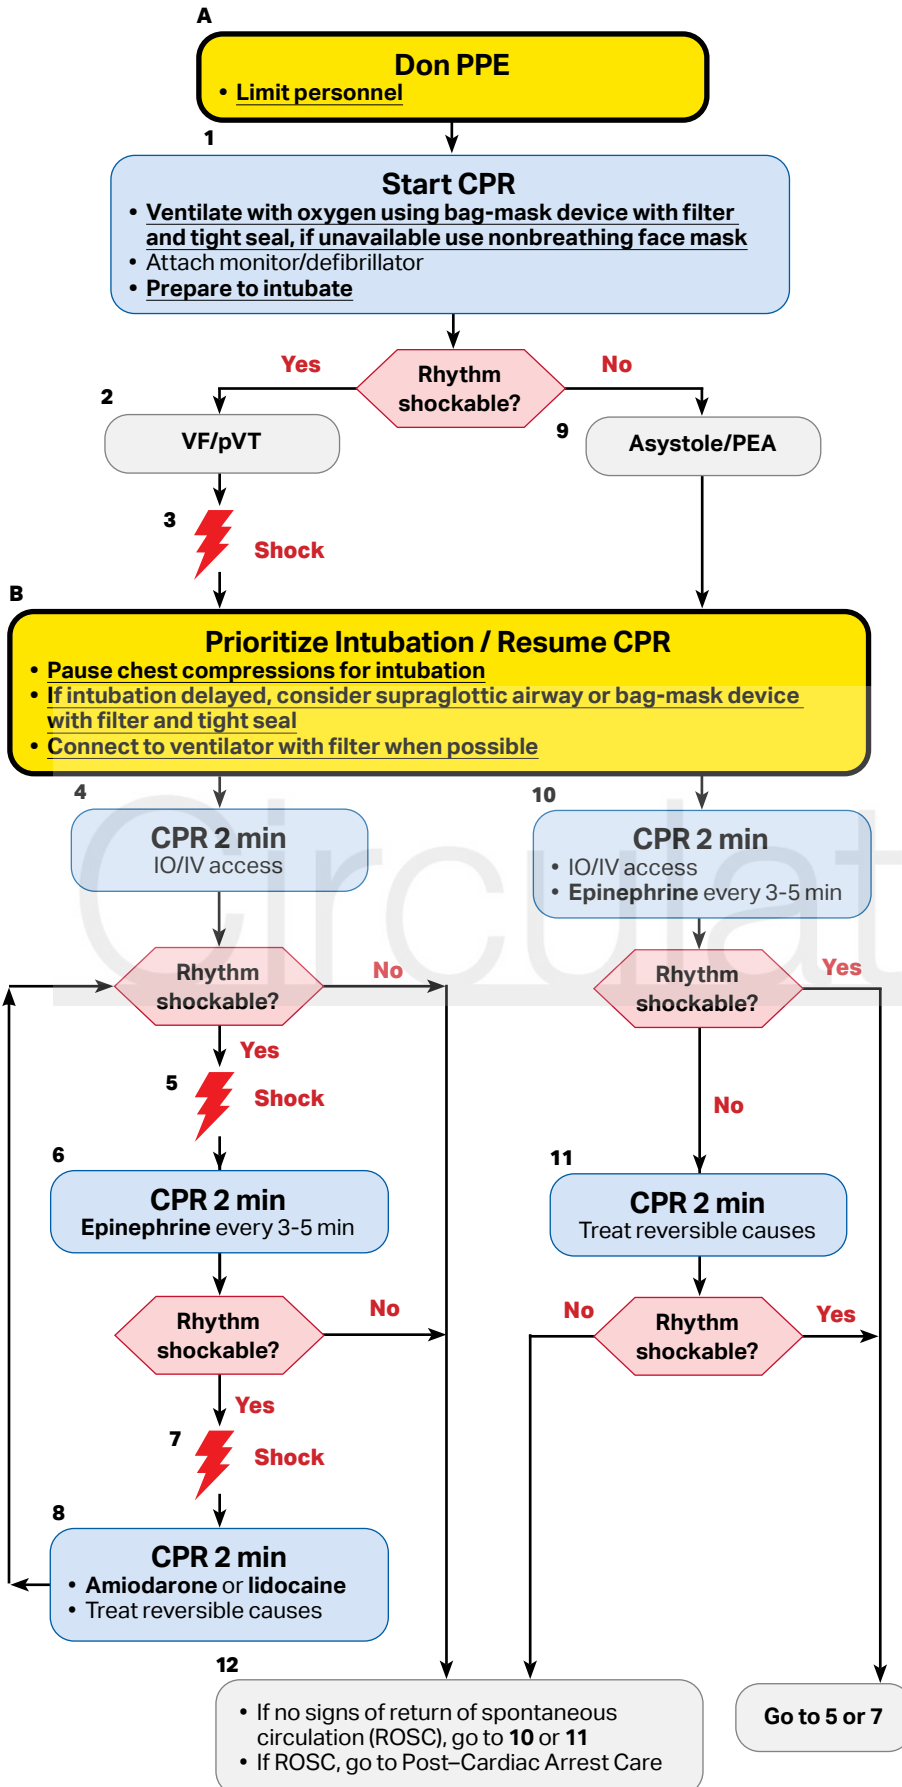 A
Don PPE
• Limit personnel
1
Start CPR
• Ventilate with oxygen using bag-mask device with filter
and tight seal, if unavailable use nonbreathing face mask
• Attach monitor/defibrillator
• Prepare to intubate
Yes
Rhythm
shockable?
No
2
VF/pVT
9
Asystole/PEA
3
Shock
B
Prioritize Intubation / Resume CPR
• Pause chest compressions for intubation
• If intubation delayed, consider supraglottic airway or bag-mask device
with filter and tight seal
• Connect to ventilator with filter when possible
4
CPR 2 min
IO/IV access
10
CPR 2 min
• IO/IV access
• Epinephrine every 3-5 min
Circulat
Rhythm
shockable?
No
Yes
Rhythm
shockable?
Yes
No
5
Shock
6
CPR 2 min
Epinephrine every 3-5 min
11
CPR 2 min
Treat reversible causes
Rhythm
shockable?
No
Yes
No
Rhythm
shockable?
Yes
7
Shock
8
CPR 2 min
• Amiodarone or lidocaine
• Treat reversible causes
12
• If no signs of return of spontaneous
circulation (ROSC), go to 10 or 11
• If ROSC, go to Post–Cardiac Arrest Care
Go to 5 or 7